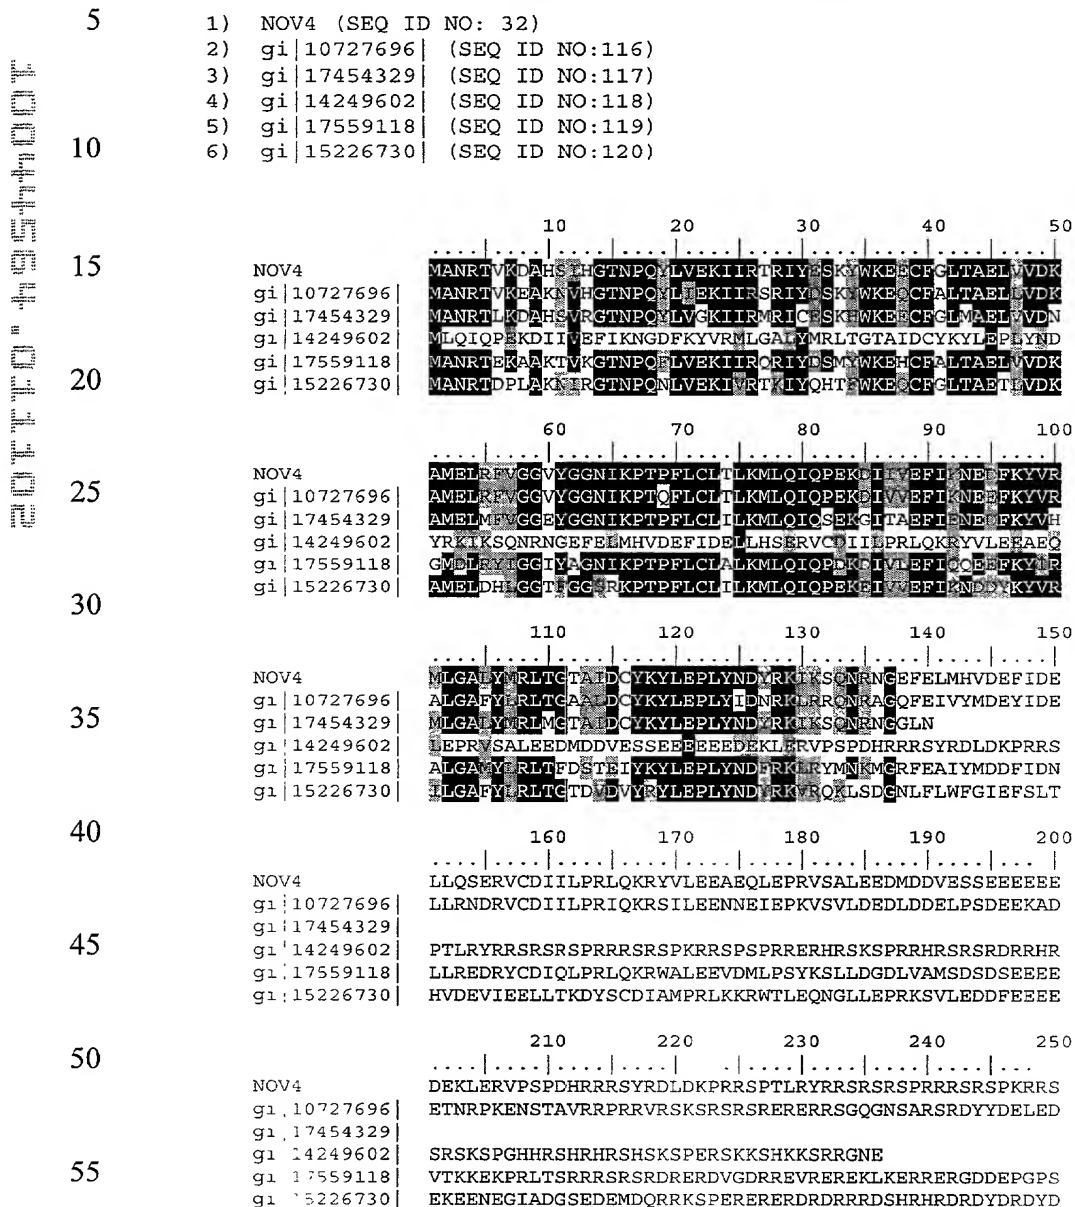 5 1) NOV4 (SEQ ID NO: 32)
2) gi|10727696| (SEQ ID NO:116)
3) gi|17454329| (SEQ ID NO:117)
4) gi|14249602| (SEQ ID NO:118)
5) gi|17559118| (SEQ ID NO:119)
10 6) gi|15226730| (SEQ ID NO:120)
10 20 30 40 50
15 NOV4 MANRTVKDAHSIHGTNPQYLVEKIIRTRIYESKYWKEECFGLTAELVVDK
gi|10727696| MANRTVKEAKNVHGTNPQYLIEKIIRSRIYDSKYWKEQCFALTAELLVDK
gi|17454329| MANRTLKDAHSVRGTNPQYLVGKIIRMRICESKHWKEECFGLMAELVVDN
gi|14249602| MLQIQPEKDIIVEFIKNGDFKYVRMLGALYMRLTGTAIDCYKYLEPLYND
gi|17559118| MANRTEKAAKTVKGTNPQFLVEKIIRQRIYDSMYWKEHCFALTAELVVDK
20 gi|15226730| MANRTDPLAKNIRGTNPQNLVEKIVRTKIYQHTFWKEQCFGLTAETLVDK
60 70 80 90 100
NOV4 AMELRFVGGVYGGNIKPTPFLCLTLKMLQIQPEKDIIVEFIKNEDFKYVR
25 gi|10727696| AMELRFVGGVYGGNIKPTQFLCLTLKMLQIQPEKDIVVEFIKNEEFKYVR
gi|17454329| AMELMFVGGEYGGNIKPTPFLCLILKMLQIQSEKGITAEFIENEDFKYVH
gi|14249602| YRKIKSQNRNGEFELMHVDEFIDELLHSERVCDIILPRLQKRYVLEEAEQ
gi|17559118| GMDLRYIGGIYAGNIKPTPFLCLALKMLQIQPDKDIVLEFIQQEEFKYIR
gi|15226730| AMELDHLGGTFGGSRKPTPFLCLILKMLQIQPEKEIVVEFIKNDDYKYVR
30
110 120 130 140 150
NOV4 MLGALYMRLTGTAIDCYKYLEPLYNDYRKIKSQNRNGEFELMHVDEFIDE
gi|10727696| ALGAFYLRLTGAALDCYKYLEPLYIDNRKLRRQNRAGQFEIVYMDEYIDE
35 gi|17454329| MLGALYMRLMGTAIDCYKYLEPLYNDYRKIKSQNRNGGLN
gi|14249602| LEPRVSALEEDMDDVESSEEEEEEDEKLERVPSPDHRRRSYRDLDKPRRS
gi|17559118| ALGAMYLRLTFDSTEIYKYLEPLYNDFRKLRYMNKMGRFEAIYMDDFIDN
gi|15226730| ILGAFYLRLTGTDVDVYRYLEPLYNDYRKVRQKLSDGNLFLWFGIEFSLT
40
160 170 180 190 200
NOV4 LLQSERVCDIILPRLQKRYVLEEAEQLEPRVSALEEDMDDVESSEEEEEE
gi|10727696| LLRNDRVCDIILPRIQKRSILEENNEIEPKVSVLDEDLDDELPSDEEKAD
gi|17454329|
45 gi|14249602| PTLRYRRSRSRSPRRRSRSPKRRSPSPRRERHRSKSPRRHRSRSRDRRHR
gi|17559118| LLREDRYCDIQLPRLQKRWALEEVDMLPSYKSLLDGDLVAMSDSDSEEEE
gi|15226730| HVDEVIEELLTKDYSCDIAMPRLKKRWTLEQNGLLEPRKSVLEDDFEEEE
50 210 220 230 240 250
NOV4 DEKLERVPSPDHRRRSYRDLDKPRRSPTLRYRRSRSRSPRRRSRSPKRRS
gi|10727696| ETNRPKENSTAVRRPRRVRSKSRSRSRERERRSGQGNSARSRDYYDELED
gi|17454329|
gi|14249602| SRSKSPGHHRSHRHRSHSKSPERSKKSHKKSRRGNE
55 gi|17559118| VTKKEKPRLTSRRRSRSRDRERDVGDRREVREREKLKERRERGDDEPGPS
gi|15226730| EKEENEGIADGSEDEMDQRRKSPERERERDRDRRRDSHRHRDRDYDRDYD